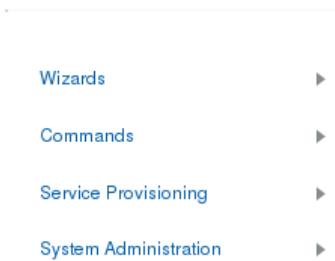 Wizards
Commands
Service Provisioning
System Administration